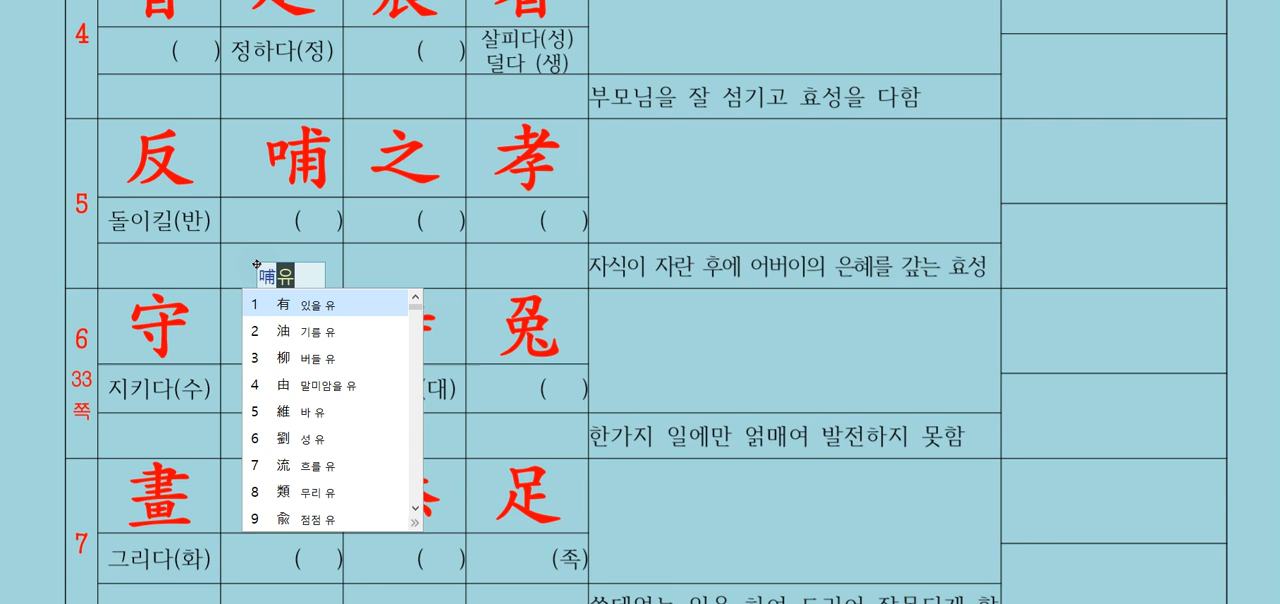 4
( ) 정하다(정) ( ) 살피다(성)
덜다 (생)
부모님을 잘 섬기고 효성을 다함
反 哺 之 孝
5
돌이킬(반) ( ) ( ) ( )
哺유
자식이 자란 후에 어버이의 은혜를 갚는 효성
1 有 있을 유
2 油 기름 유
3 柳 버들 유
4 由 말미암을 유
5 維 바 유
6 劉 성 유
7 流 흐를 유
8 類 무리 유
9 兪 점점 유
守 兎
6
33
쪽
지키다(수) (대) ( )
한가지 일에만 얽매여 발전하지 못함
畫 足
7
그리다(화) ( ) ( ) (족)